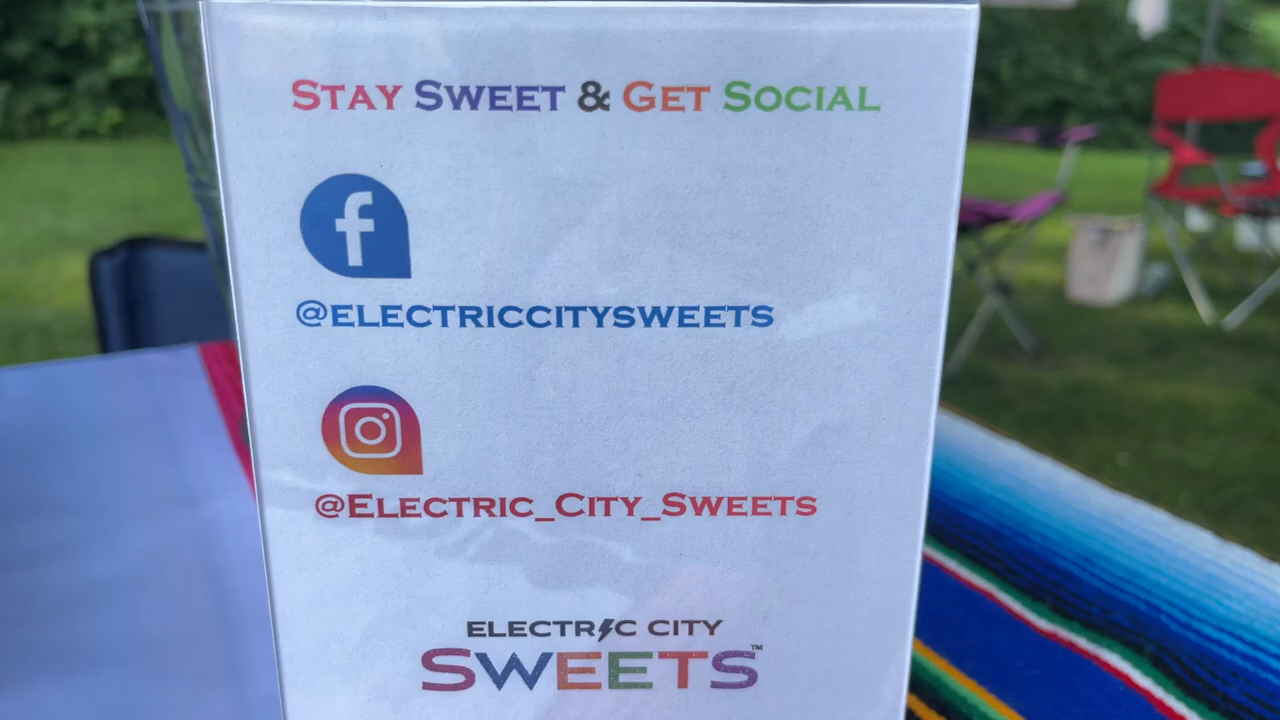 Stay Sweet & Get Social
@electriccitysweets
@Electric_City_Sweets
ELECTRIC CITY
SWEETS™